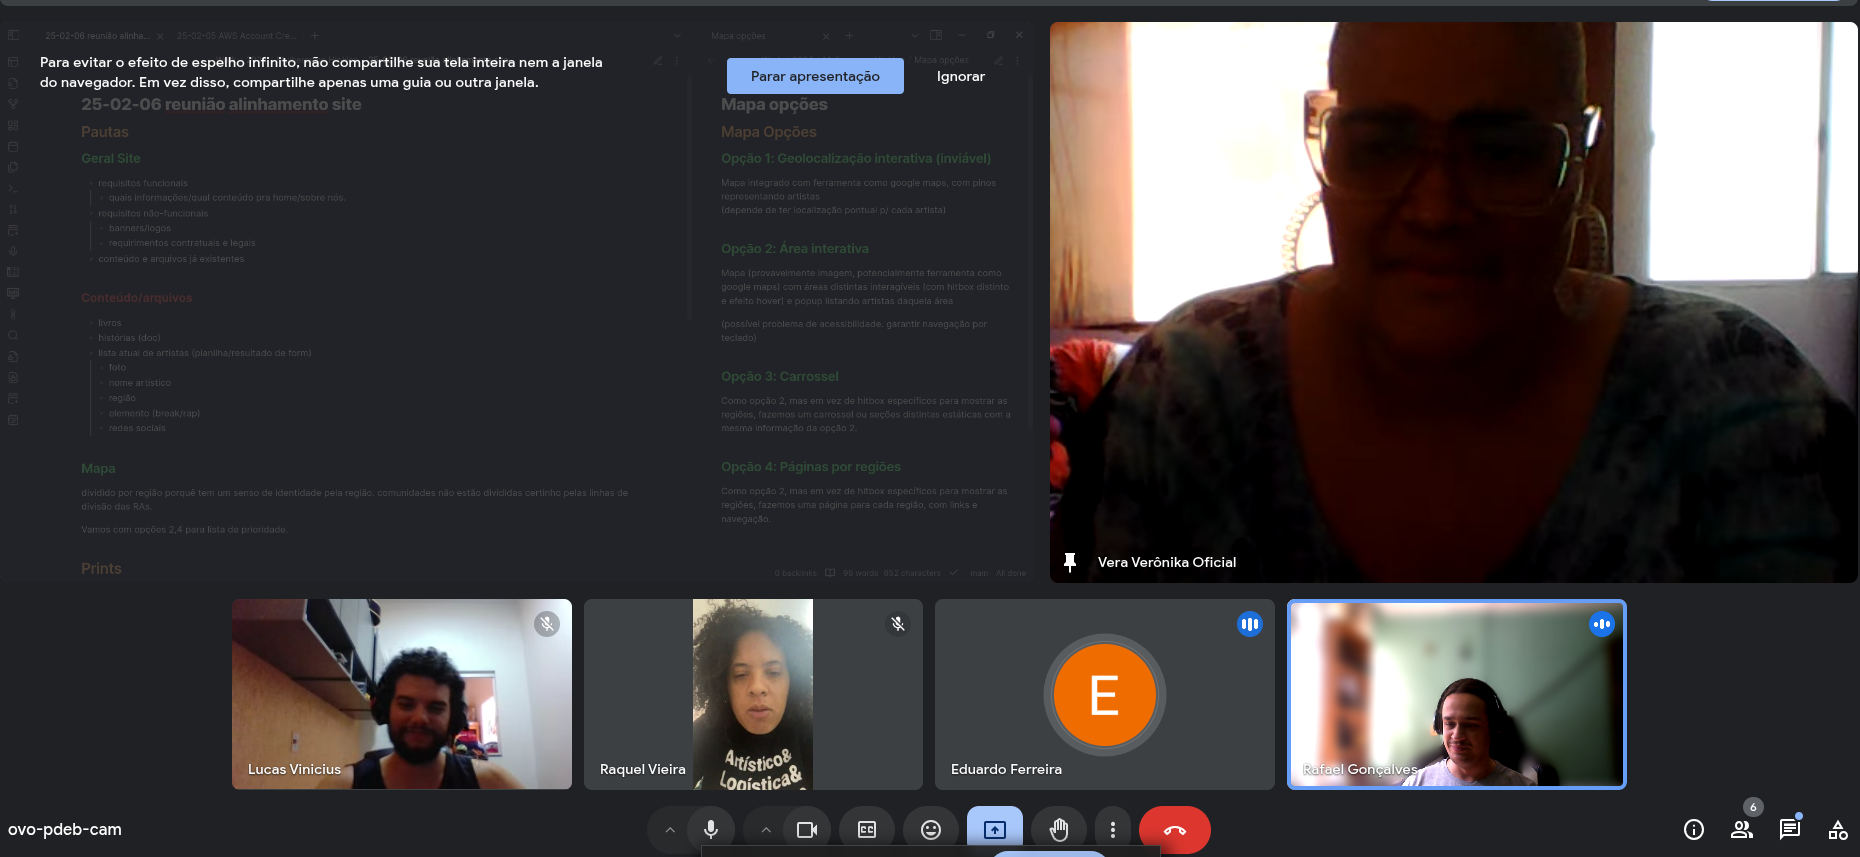 25-02-06 reunião alinha...
25-02-05 AWS Account Cre...
Mapa opções
Para evitar o efeito de espelho infinito, não compartilhe sua tela inteira nem a janela
do navegador. Em vez disso, compartilhe apenas uma guia ou outra janela.
Parar apresentação
Ignorar
Mapa opções
25-02-06 reunião alinhamento site
Pautas
Geral Site
requisitos funcionais
quais informações/qual conteúdo pra home/sobre nós.
requisitos não-funcionais
banners/logos
requirimentos contratuais e legais
conteúdo e arquivos já existentes
Conteúdo/arquivos
livros
histórias (doc)
lista atual de artistas (planilha/resultado de form)
foto
nome artístico
região
elemento (break/rap)
redes sociais
Mapa
dividido por região porquê tem um senso de identidade pela região. comunidades não estão divididas certinho pelas linhas de
divisão das RAs.
Vamos com opções 2,4 para lista de prioridade.
Prints
Mapa opções
Mapa Opções
Opção 1: Geolocalização interativa (inviável)
Mapa integrado com ferramenta como google maps, com pinos
representando artistas
(depende de ter localização pontual p/ cada artista)
Opção 2: Área interativa
Mapa (provavelmente imagem, potencialmente ferramenta como
google maps) com áreas distintas interagíveis (com hitbox distinto
e efeito hover) e popup listando artistas daquela área
(possível problema de acessibilidade. garantir navegação por
teclado)
Opção 3: Carrossel
Como opção 2, mas em vez de hitbox específicos para mostrar as
regiões, fazemos um carrossel ou seções distintas estáticas com a
mesma informação da opção 2.
Opção 4: Páginas por regiões
Como opção 2, mas em vez de hitbox específicos para mostrar as
regiões, fazemos uma página para cada região, com links e
navegação.
0 backlinks 98 words 652 characters main All done
Vera Verônika Oficial
Lucas Vinicius
Raquel Vieira
Artístico&
Logística&
E
Eduardo Ferreira
Rafael Gonçalves
ovo-pdeb-cam
CC
6